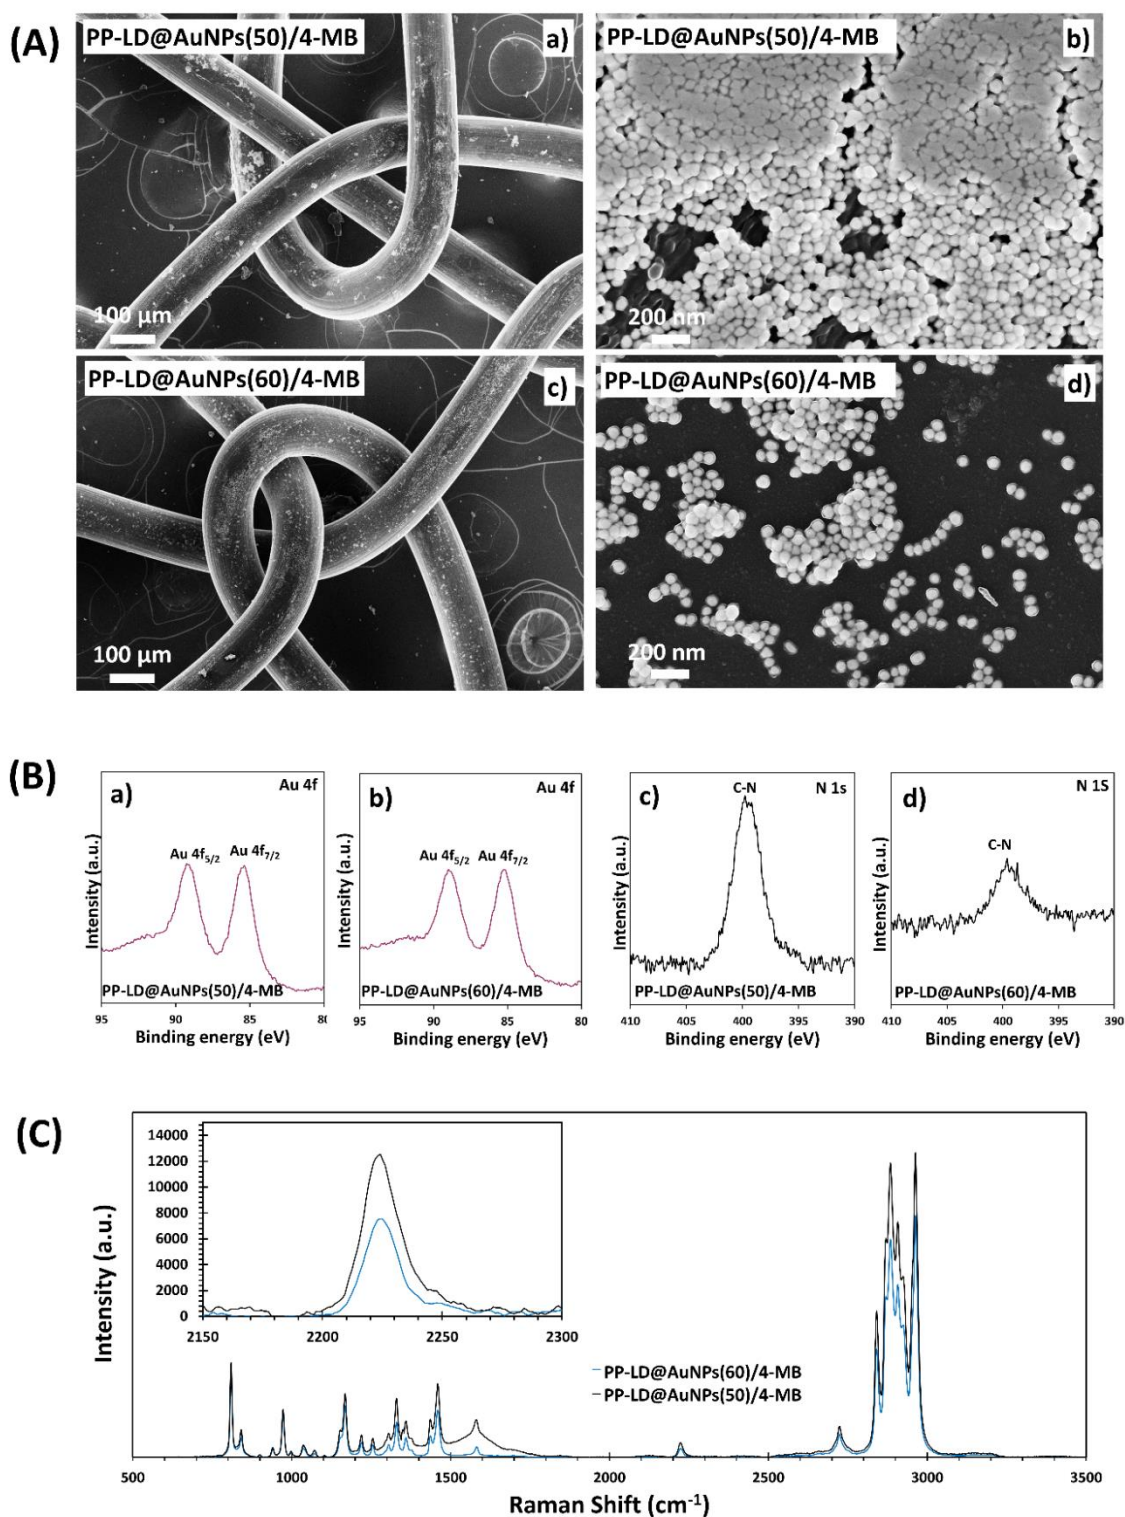 (A)
PP-LD@AuNPs(50)/4-MB
a)
100 µm
PP-LD@AuNPs(50)/4-MB
b)
200 nm
PP-LD@AuNPs(60)/4-MB
c)
100 µm
PP-LD@AuNPs(60)/4-MB
d)
200 nm
(B)
a)
Au 4f
Au 4f5/2
Au 4f7/2
Intensity (a.u.)
PP-LD@AuNPs(50)/4-MB
95 90 85 80
Binding energy (eV)
b)
Au 4f
Au 4f5/2
Au 4f7/2
Intensity (a.u.)
PP-LD@AuNPs(60)/4-MB
95 90 85 80
Binding energy (eV)
c)
C-N
N 1s
Intensity (a.u.)
PP-LD@AuNPs(50)/4-MB
410 405 400 395 390
Binding energy (eV)
d)
N 1S
C-N
Intensity (a.u.)
PP-LD@AuNPs(60)/4-MB
410 405 400 395 390
Binding energy (eV)
(C)
Intensity (a.u.)
14000
12000
10000
8000
6000
4000
2000
0
2150 2200 2250 2300
PP-LD@AuNPs(60)/4-MB
PP-LD@AuNPs(50)/4-MB
500 1000 1500 2000 2500 3000 3500
Raman Shift (cm-1)